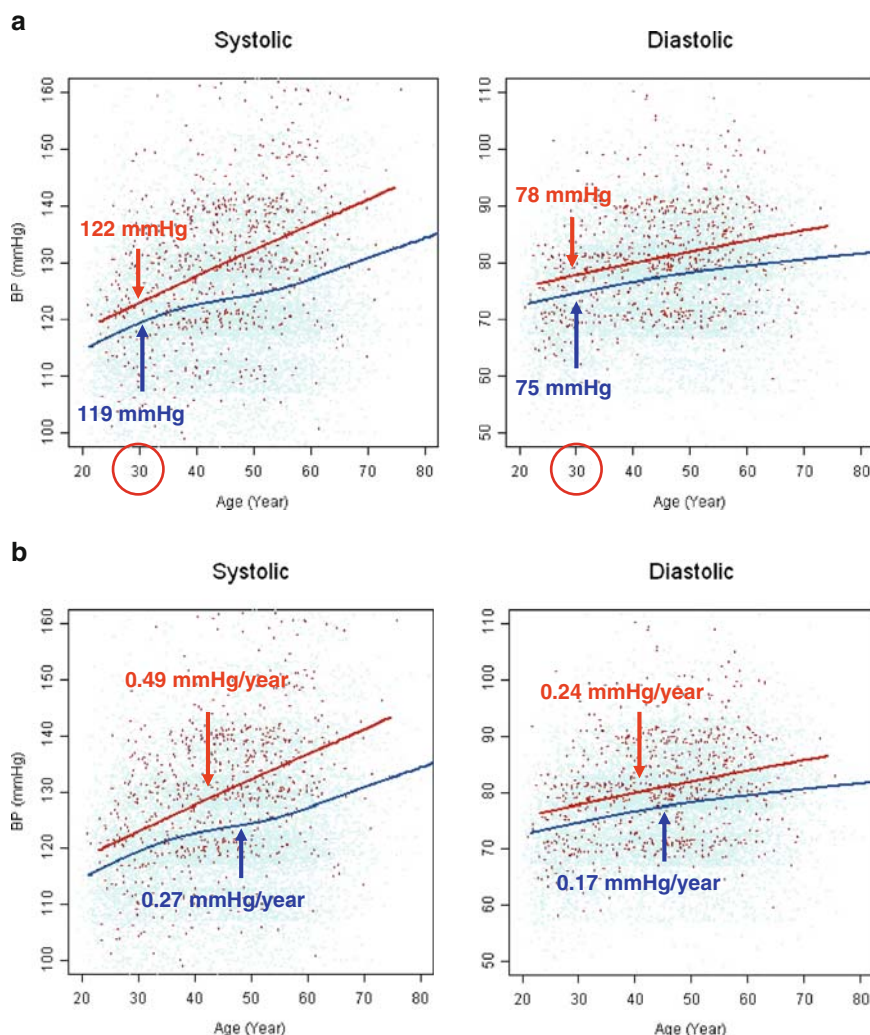 a
Systolic
Diastolic
BP (mmHg)
160
150
140
130
120
110
100
122 mmHg
119 mmHg
20 30 40 50 60 70 80
Age (Year)
110
100
90
80
70
60
50
78 mmHg
75 mmHg
20 30 40 50 60 70 80
Age (Year)
b
Systolic
Diastolic
BP (mmHg)
160
150
140
130
120
110
100
0.49 mmHg/year
0.27 mmHg/year
20 30 40 50 60 70 80
Age (Year)
110
100
90
80
70
60
50
0.24 mmHg/year
0.17 mmHg/year
20 30 40 50 60 70 80
Age (Year)